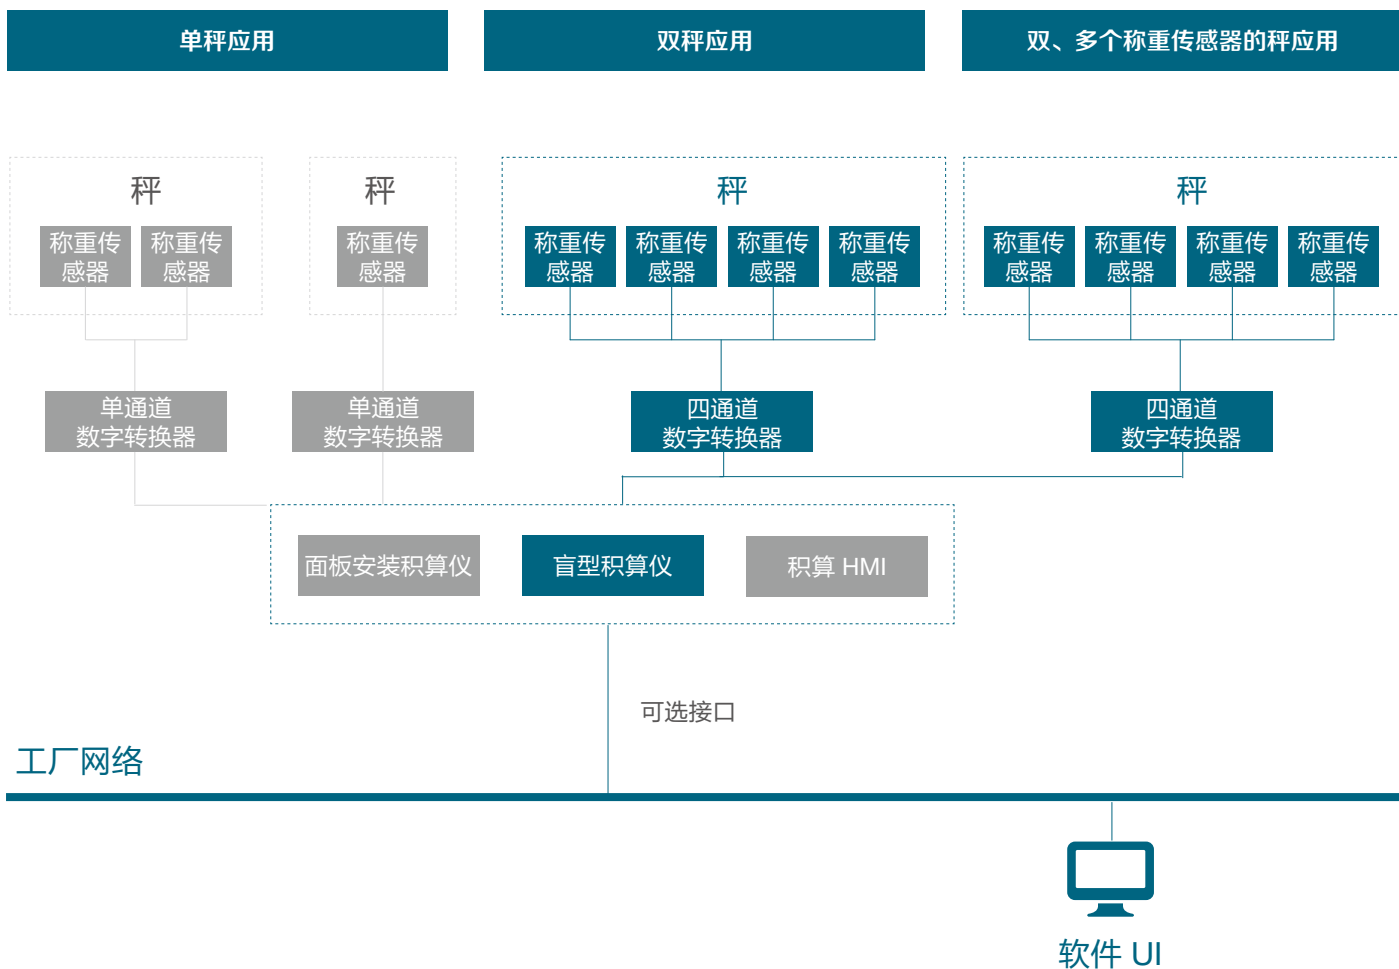 单秤应用
双秤应用
双、多个称重传感器的秤应用
秤
秤
秤
秤
称重传
感器
称重传
感器
称重传
感器
称重传
感器
称重传
感器
称重传
感器
称重传
感器
称重传
感器
称重传
感器
称重传
感器
称重传
感器
单通道
数字转换器
单通道
数字转换器
四通道
数字转换器
四通道
数字转换器
面板安装积算仪
盲型积算仪
积算 HMI
可选接口
工厂网络
软件 UI